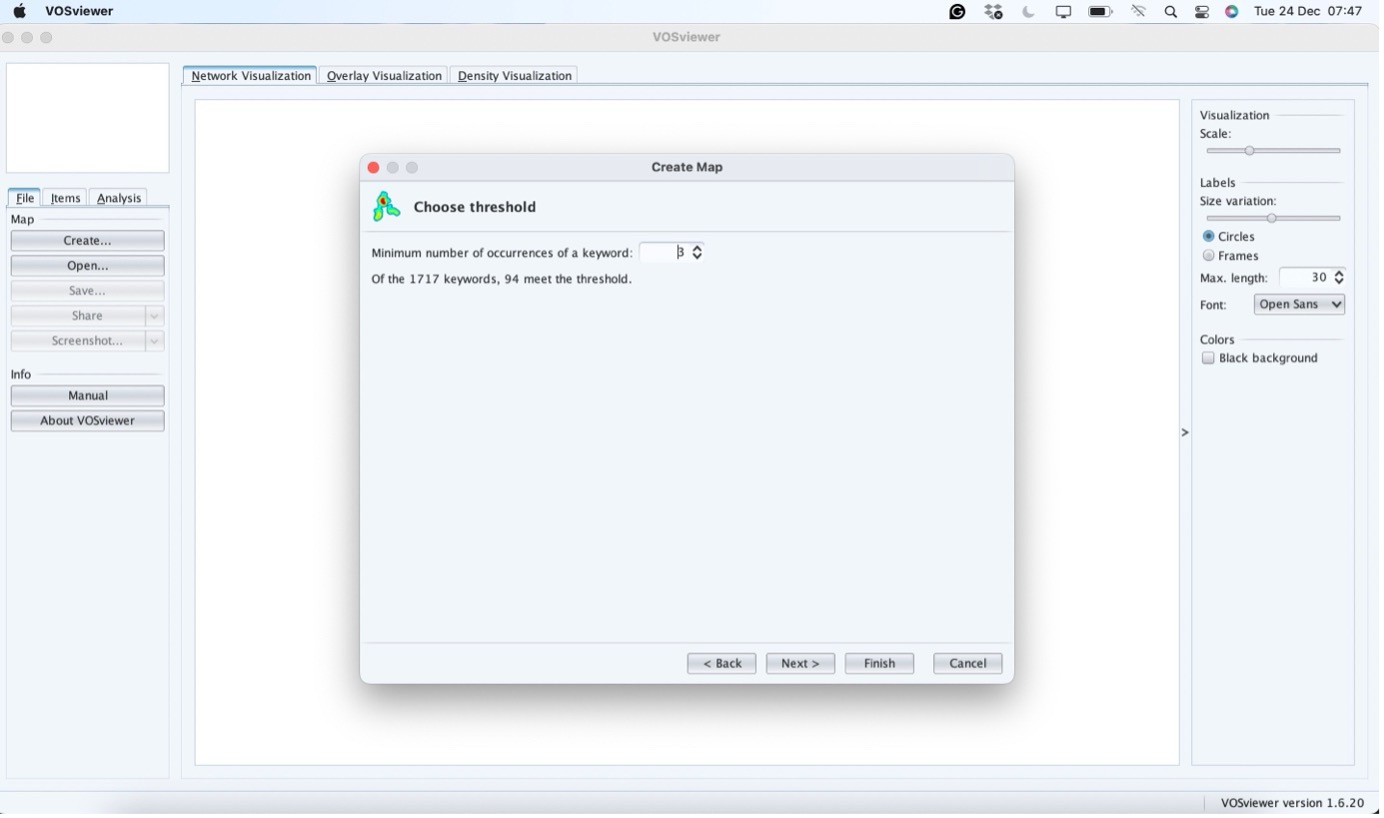 VOSviewer
Tue 24 Dec 07:47
VOSviewer
Network Visualization
Overlay Visualization
Density Visualization
File
Items
Analysis
Map
Create...
Open...
Save...
Share
Screenshot...
Info
Manual
About VOSviewer
Create Map
Choose threshold
Minimum number of occurrences of a keyword: 3
Of the 1717 keywords, 94 meet the threshold.
< Back
Next >
Finish
Cancel
>
Visualization
Scale:
Labels
Size variation:
Circles
Frames
Max. length: 30
Font: Open Sans
Colors
Black background
VOSviewer version 1.6.20